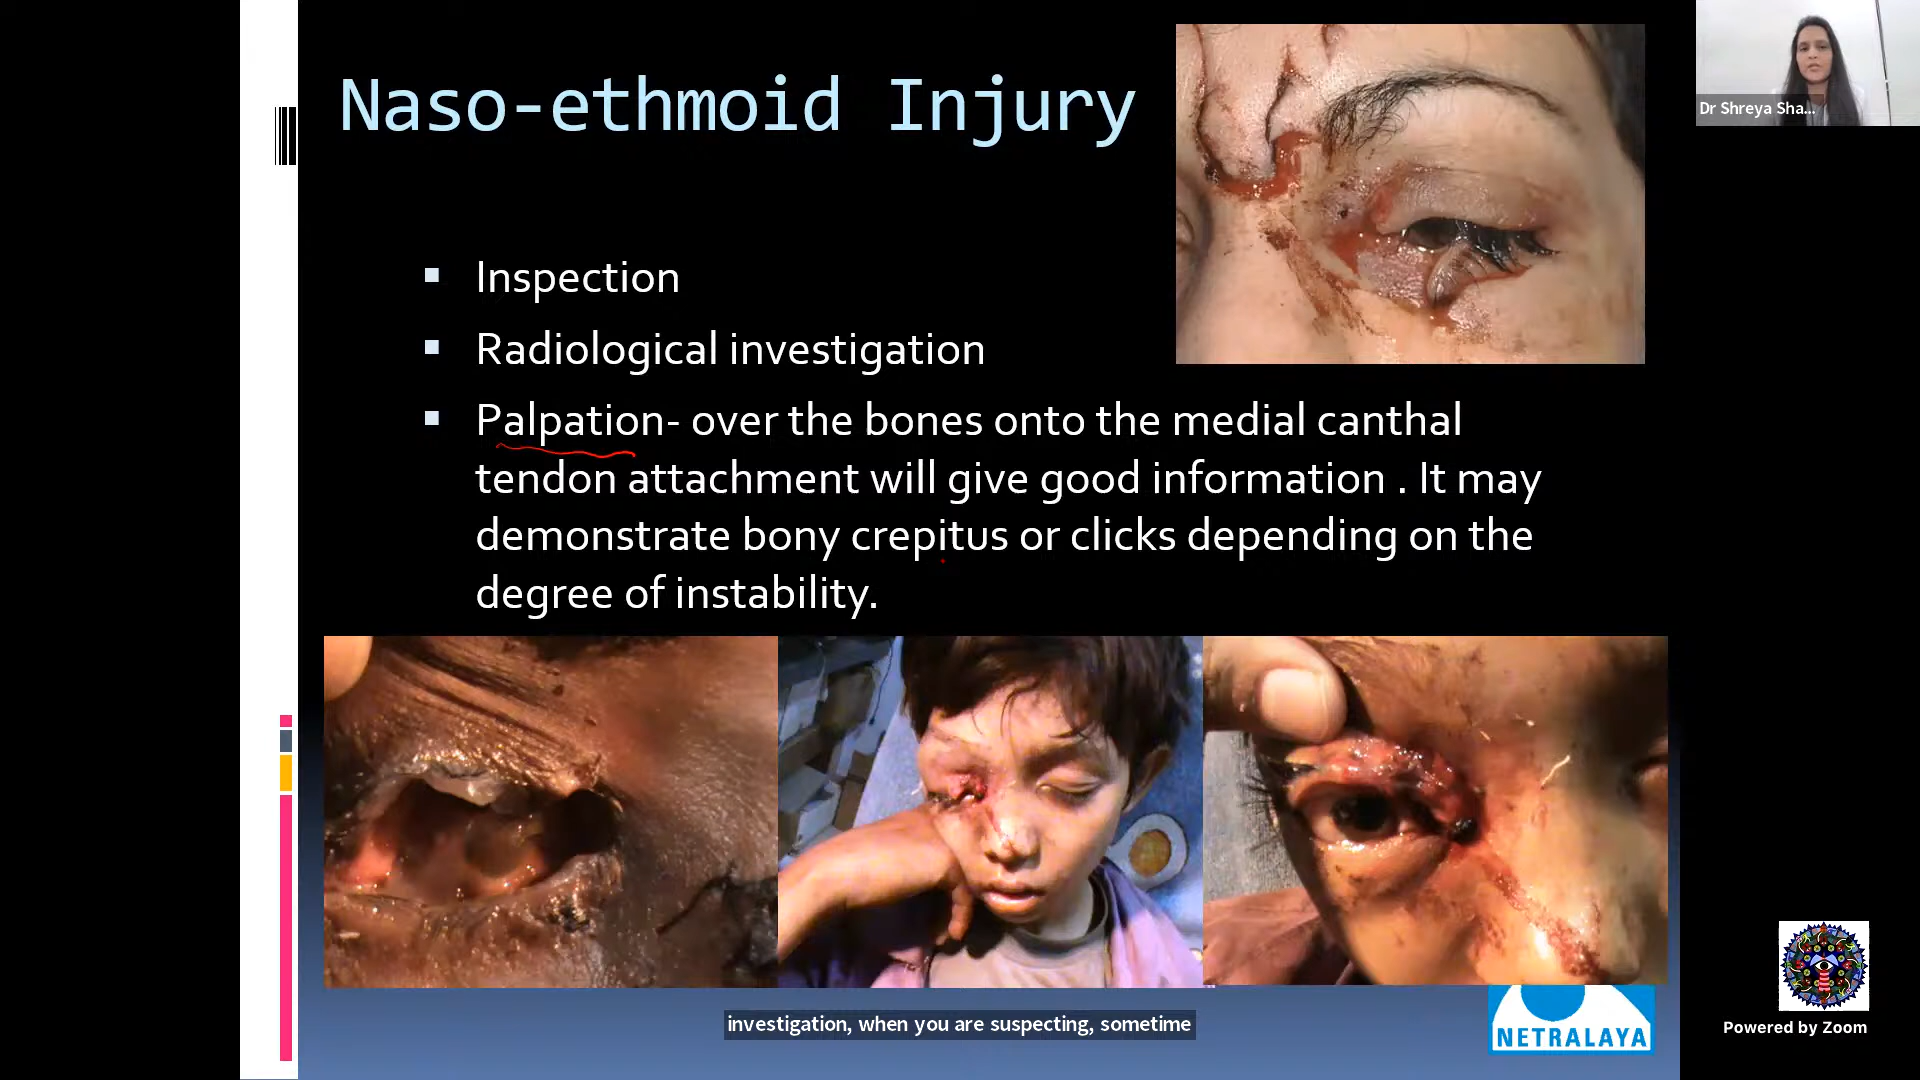 Naso-ethmoid Injury
Dr Shreya Sha...
Inspection
Radiological investigation
Palpation- over the bones onto the medial canthal
tendon attachment will give good information . It may
demonstrate bony crepitus or clicks depending on the
degree of instability.
investigation, when you are suspecting, sometime
NETRALAYA
Powered by Zoom